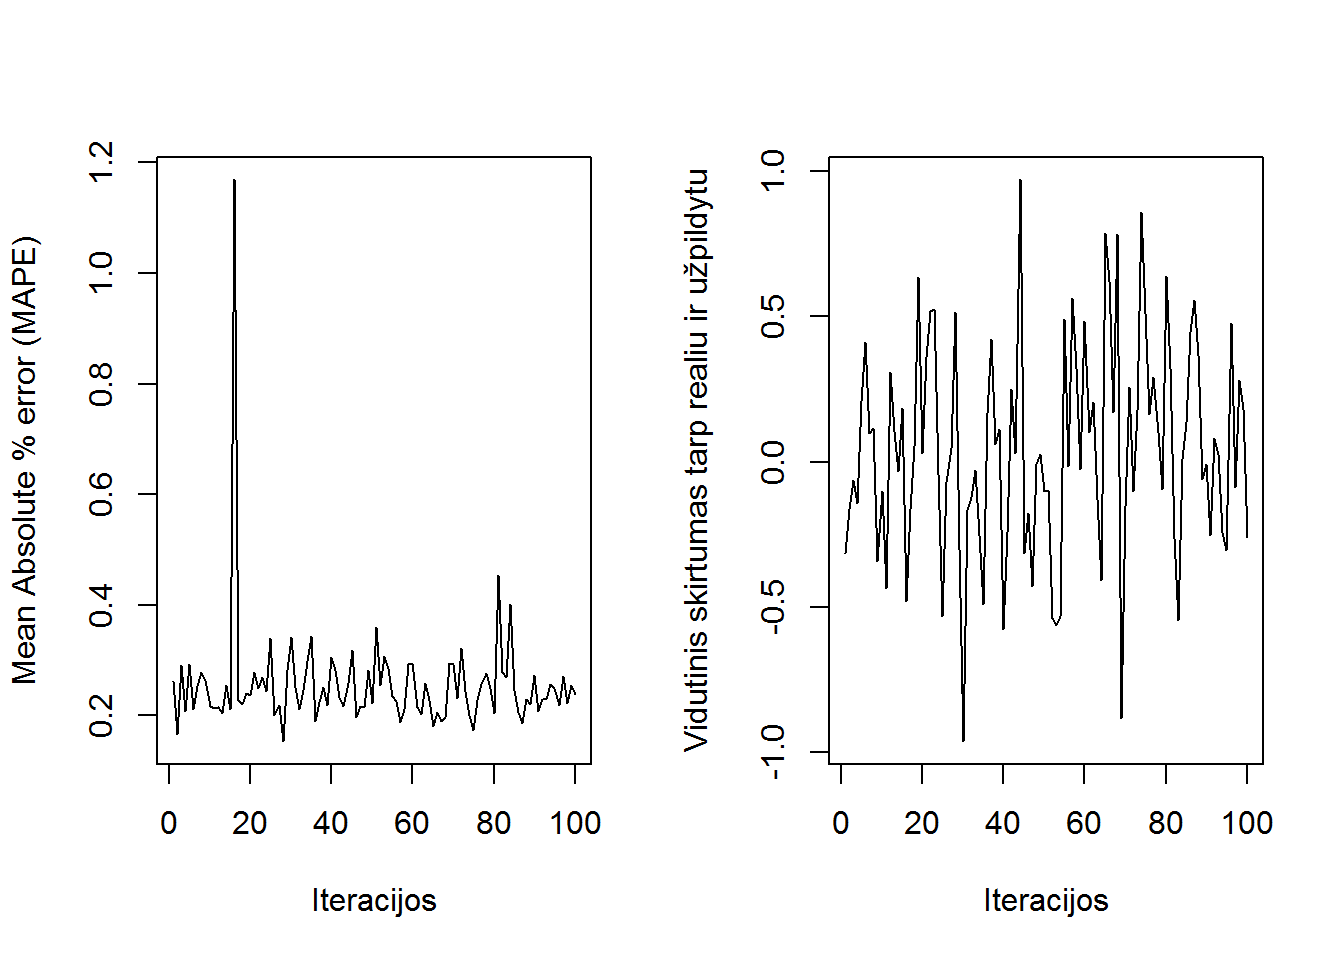 Mean Absolute % error (MAPE)
0.2 0.4 0.6 0.8 1.0 1.2
0 20 40 60 80 100
Iteracijos
Vidutinis skirtumas tarp realiu ir užpildytu
-1.0 -0.5 0.0 0.5 1.0
0 20 40 60 80 100
Iteracijos